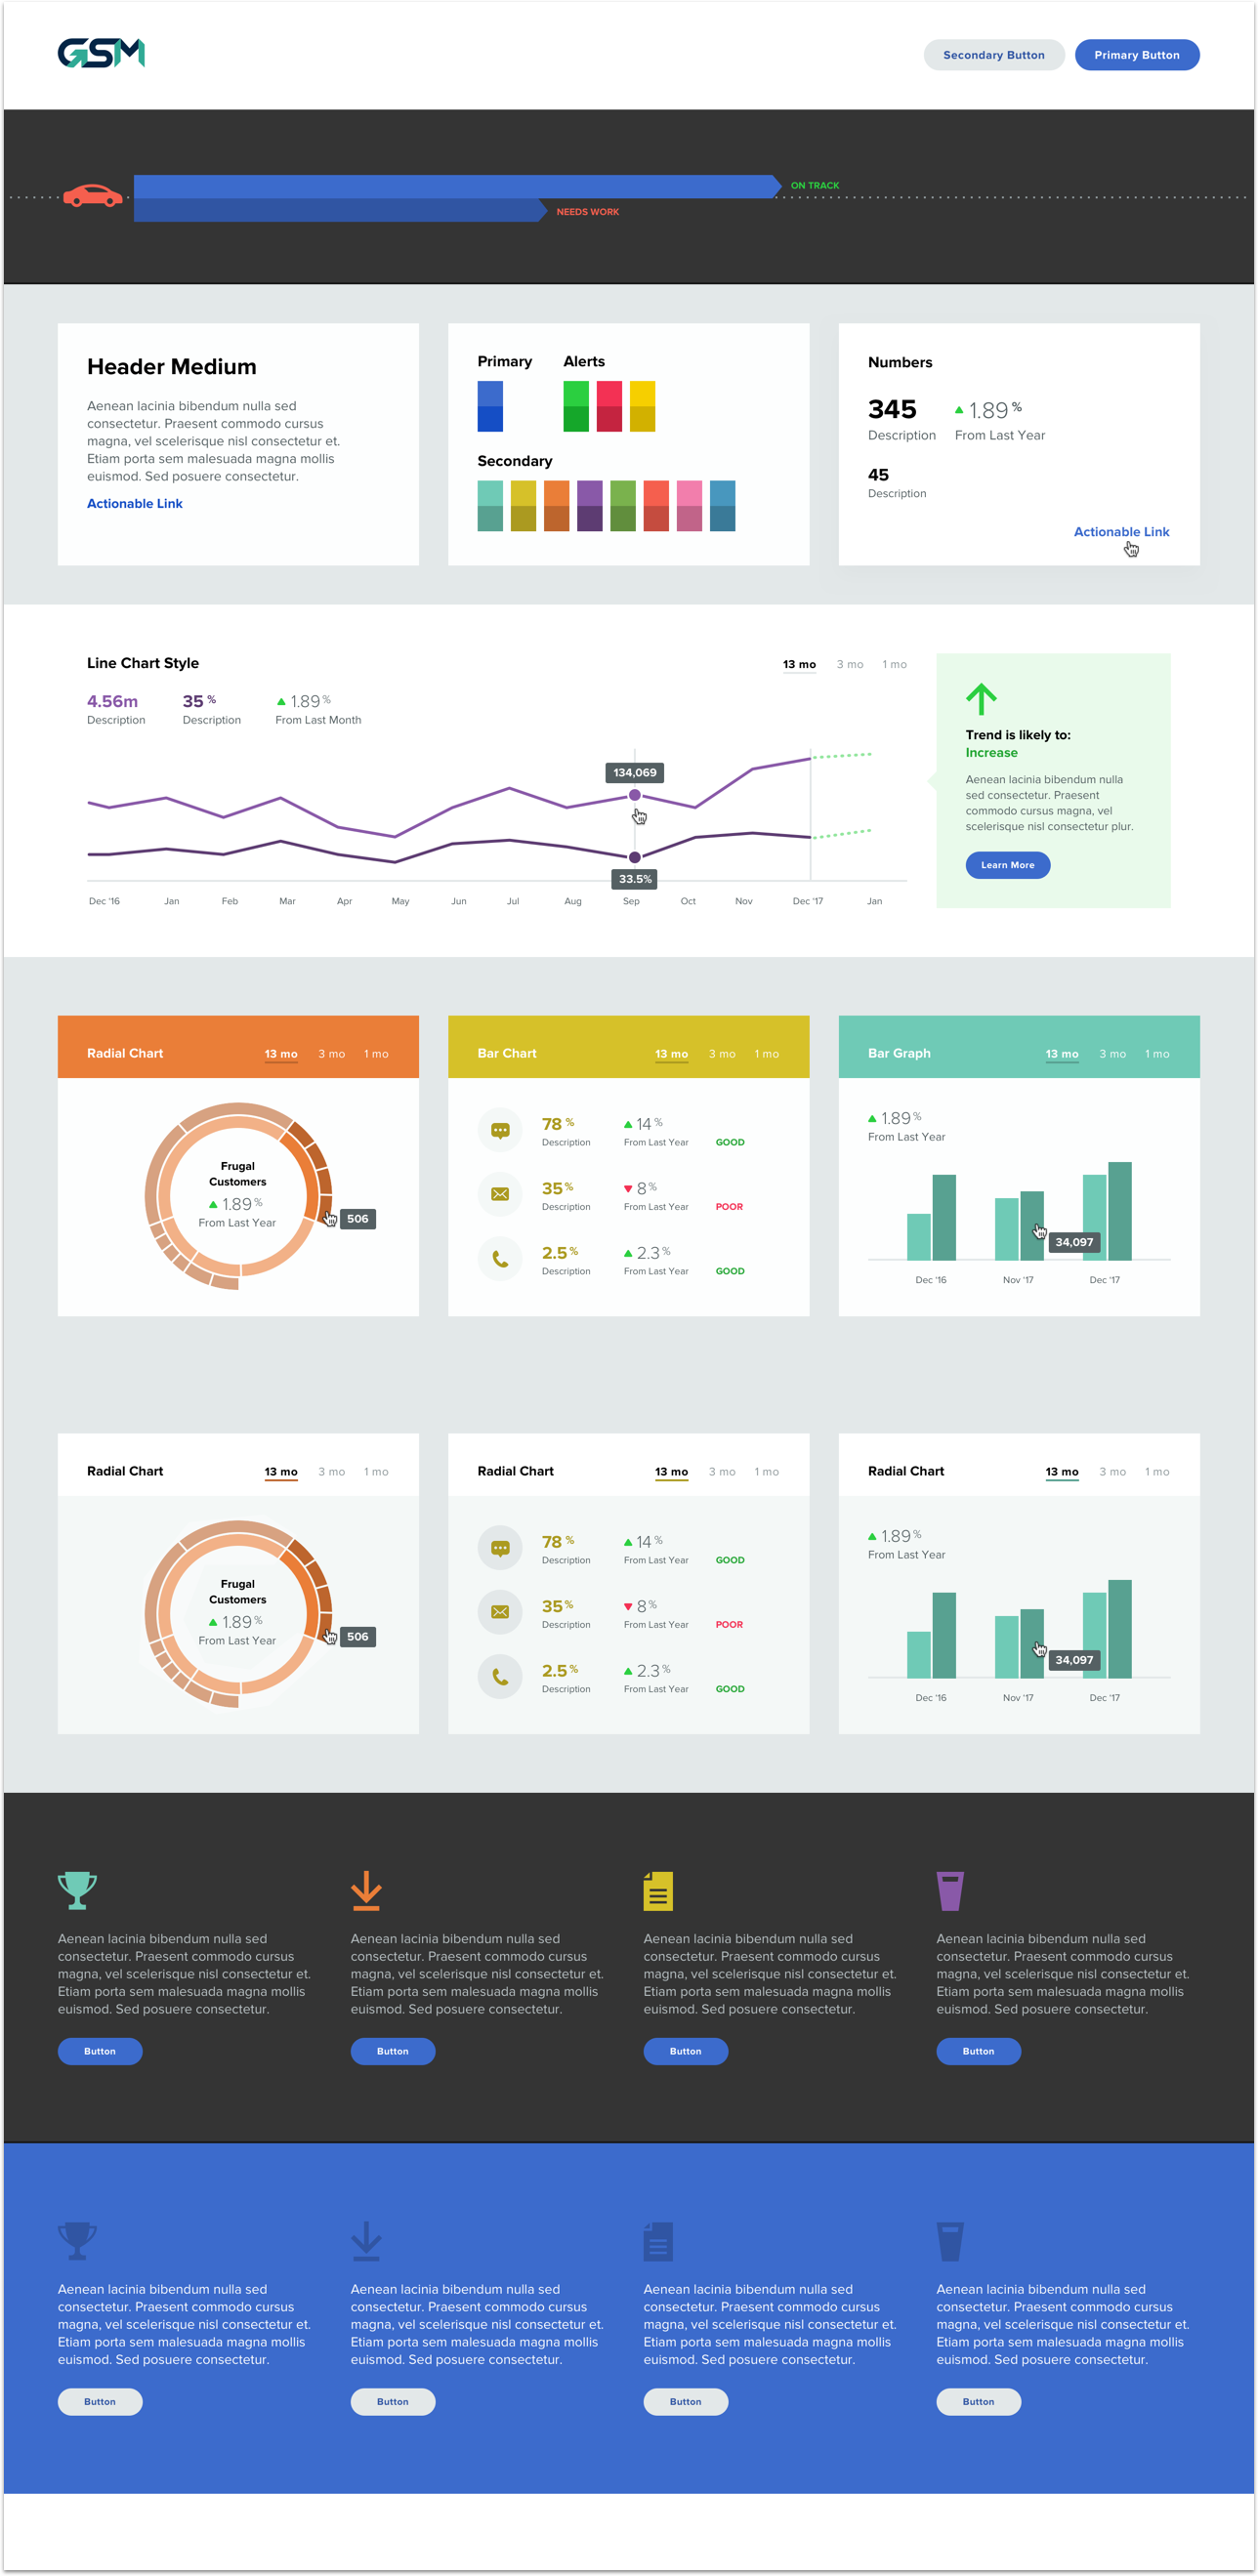 GSM
Secondary Button
Primary Button
ON TRACK
NEEDS WORK
Header Medium
Aenean lacinia bibendum nulla sed
consectetur. Praesent commodo cursus
magna, vel scelerisque nisl consectetur et.
Etiam porta sem malesuada magna mollis
euismod. Sed posuere consectetur.
Actionable Link
Primary
Alerts
Secondary
Numbers
345
Description
1.89 %
From Last Year
45
Description
Actionable Link
Line Chart Style
13 mo 3 mo 1 mo
4.56m
Description
35 %
Description
1.89 %
From Last Month
134,069
33.5%
Dec '16 Jan Feb Mar Apr May Jun Jul Aug Sep Oct Nov Dec '17 Jan
Trend is likely to:
Increase
Aenean lacinia bibendum nulla
sed consectetur. Praesent
commodo cursus magna, vel
scelerisque nisl consectetur plur.
Learn More
Radial Chart 13 mo 3 mo 1 mo
Frugal
Customers
1.89 %
From Last Year
506
Bar Chart 13 mo 3 mo 1 mo
78 % 14 %
Description From Last Year GOOD
35 % 8 %
Description From Last Year POOR
2.5 % 2.3 %
Description From Last Year GOOD
Bar Graph 13 mo 3 mo 1 mo
1.89 %
From Last Year
34,097
Dec '16 Nov '17 Dec '17
Radial Chart 13 mo 3 mo 1 mo
Frugal
Customers
1.89 %
From Last Year
506
Radial Chart 13 mo 3 mo 1 mo
78 % 14 %
Description From Last Year GOOD
35 % 8 %
Description From Last Year POOR
2.5 % 2.3 %
Description From Last Year GOOD
Radial Chart 13 mo 3 mo 1 mo
1.89 %
From Last Year
34,097
Dec '16 Nov '17 Dec '17
Aenean lacinia bibendum nulla sed
consectetur. Praesent commodo cursus
magna, vel scelerisque nisl consectetur et.
Etiam porta sem malesuada magna mollis
euismod. Sed posuere consectetur.
Button
Aenean lacinia bibendum nulla sed
consectetur. Praesent commodo cursus
magna, vel scelerisque nisl consectetur et.
Etiam porta sem malesuada magna mollis
euismod. Sed posuere consectetur.
Button
Aenean lacinia bibendum nulla sed
consectetur. Praesent commodo cursus
magna, vel scelerisque nisl consectetur et.
Etiam porta sem malesuada magna mollis
euismod. Sed posuere consectetur.
Button
Aenean lacinia bibendum nulla sed
consectetur. Praesent commodo cursus
magna, vel scelerisque nisl consectetur et.
Etiam porta sem malesuada magna mollis
euismod. Sed posuere consectetur.
Button
Aenean lacinia bibendum nulla sed
consectetur. Praesent commodo cursus
magna, vel scelerisque nisl consectetur et.
Etiam porta sem malesuada magna mollis
euismod. Sed posuere consectetur.
Button
Aenean lacinia bibendum nulla sed
consectetur. Praesent commodo cursus
magna, vel scelerisque nisl consectetur et.
Etiam porta sem malesuada magna mollis
euismod. Sed posuere consectetur.
Button
Aenean lacinia bibendum nulla sed
consectetur. Praesent commodo cursus
magna, vel scelerisque nisl consectetur et.
Etiam porta sem malesuada magna mollis
euismod. Sed posuere consectetur.
Button
Aenean lacinia bibendum nulla sed
consectetur. Praesent commodo cursus
magna, vel scelerisque nisl consectetur et.
Etiam porta sem malesuada magna mollis
euismod. Sed posuere consectetur.
Button